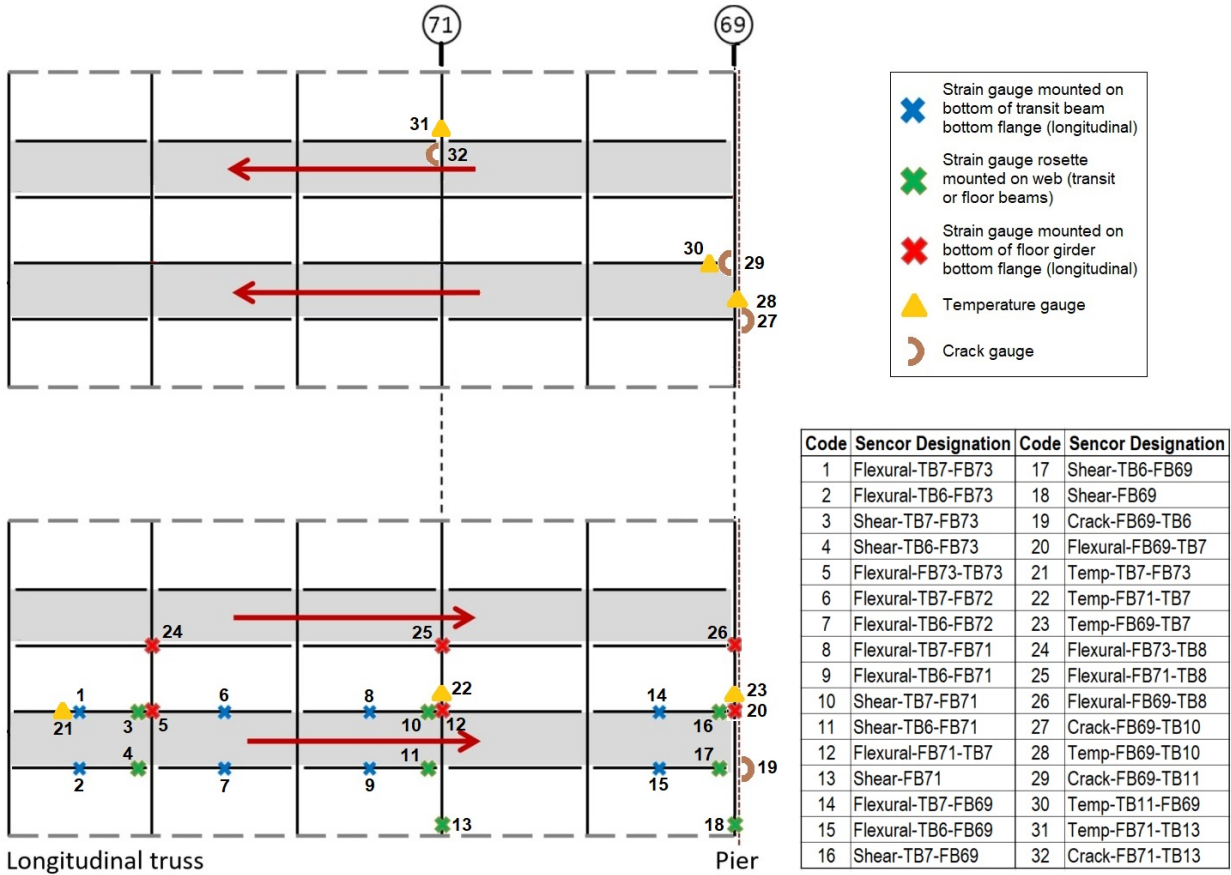 71
69
31
32
30
29
28
27
Strain gauge mounted on
bottom of transit beam
bottom flange (longitudinal)
Strain gauge rosette
mounted on web (transit
or floor beams)
Strain gauge mounted on
bottom of floor girder
bottom flange (longitudinal)
Temperature gauge
Crack gauge
24
25
26
1
6
8
22
14
23
21
3
5
10
12
16
20
4
11
17
19
2
7
9
15
13
18
Longitudinal truss
Pier
Code Sencor Designation Code Sencor Designation
1 Flexural-TB7-FB73 17 Shear-TB6-FB69
2 Flexural-TB6-FB73 18 Shear-FB69
3 Shear-TB7-FB73 19 Crack-FB69-TB6
4 Shear-TB6-FB73 20 Flexural-FB69-TB7
5 Flexural-FB73-TB73 21 Temp-TB7-FB73
6 Flexural-TB7-FB72 22 Temp-FB71-TB7
7 Flexural-TB6-FB72 23 Temp-FB69-TB7
8 Flexural-TB7-FB71 24 Flexural-FB73-TB8
9 Flexural-TB6-FB71 25 Flexural-FB71-TB8
10 Shear-TB7-FB71 26 Flexural-FB69-TB8
11 Shear-TB6-FB71 27 Crack-FB69-TB10
12 Flexural-FB71-TB7 28 Temp-FB69-TB10
13 Shear-FB71 29 Crack-FB69-TB11
14 Flexural-TB7-FB69 30 Temp-TB11-FB69
15 Flexural-TB6-FB69 31 Temp-FB71-TB13
16 Shear-TB7-FB69 32 Crack-FB71-TB13